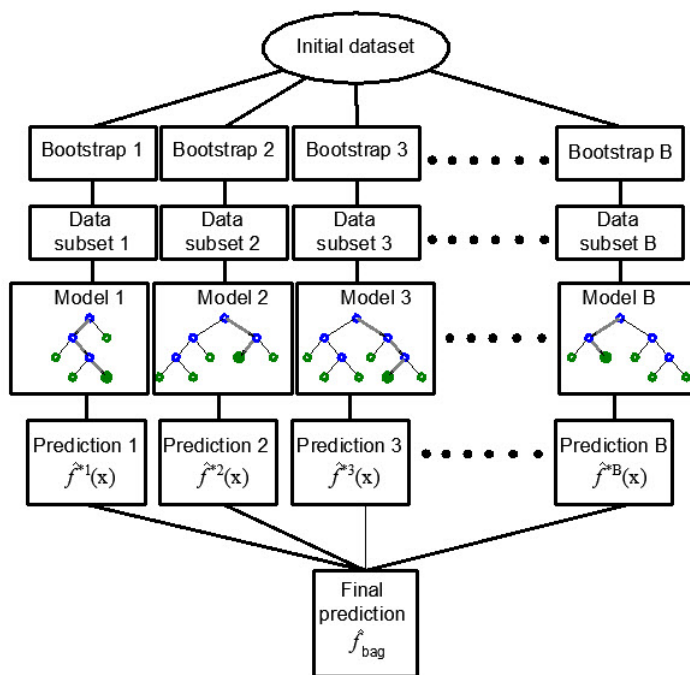 Initial dataset
Bootstrap 1
Bootstrap 2
Bootstrap 3
Bootstrap B
Data
subset 1
Data
subset 2
Data
subset 3
Data
subset B
Model 1
Model 2
Model 3
Model B
Prediction 1
f̂*1(x)
Prediction 2
f̂*2(x)
Prediction 3
f̂*3(x)
Prediction B
f̂*B(x)
Final
prediction
f̂bag